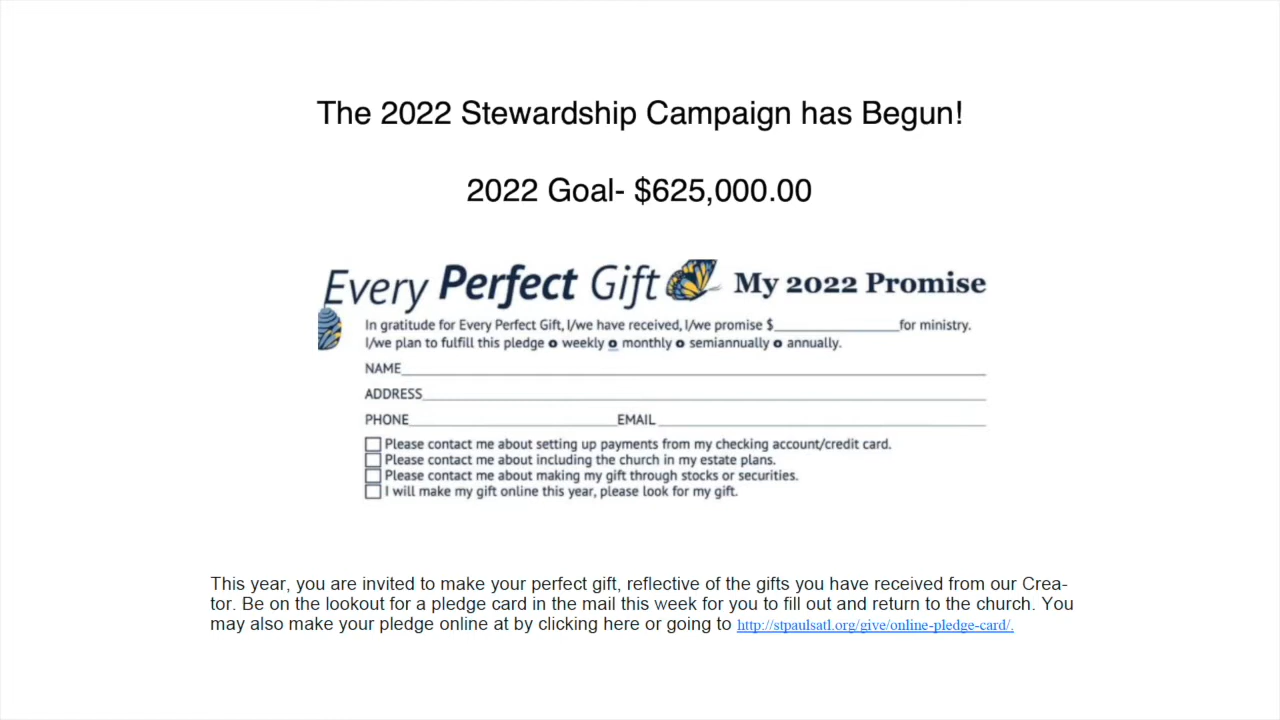 The 2022 Stewardship Campaign has Begun!
2022 Goal- $625,000.00
Every Perfect Gift My 2022 Promise
In gratitude for Every Perfect Gift, I/we have received, I/we promise $____________________for ministry.
I/we plan to fulfill this pledge o weekly o monthly o semiannually o annually.
NAME
ADDRESS
PHONE EMAIL
Please contact me about setting up payments from my checking account/credit card.
Please contact me about including the church in my estate plans.
Please contact me about making my gift through stocks or securities.
I will make my gift online this year, please look for my gift.
This year, you are invited to make your perfect gift, reflective of the gifts you have received from our Crea-
tor. Be on the lookout for a pledge card in the mail this week for you to fill out and return to the church. You
may also make your pledge online at by clicking here or going to http://stpaulsatl.org/give/online-pledge-card/.